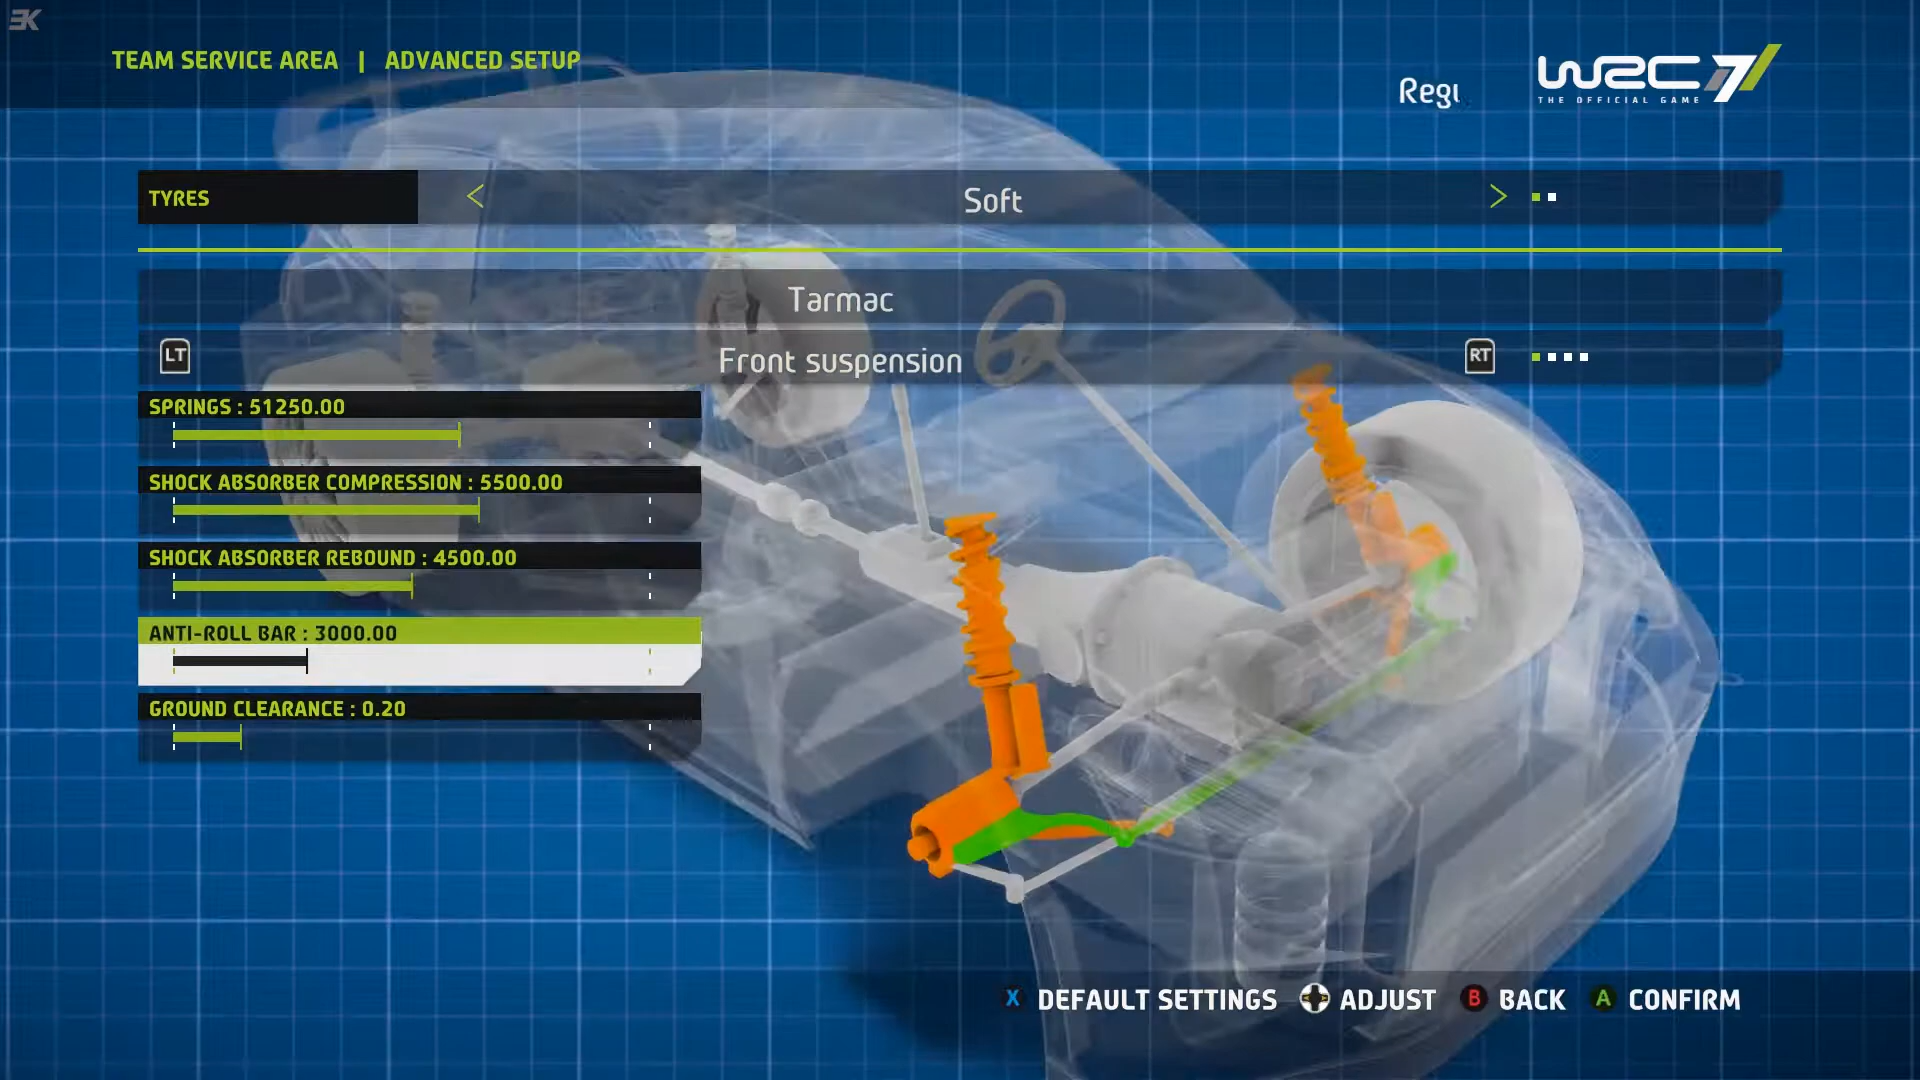 TEAM SERVICE AREA | ADVANCED SETUP
Regu
WRC 7
THE OFFICIAL GAME
TYRES
Soft
Tarmac
LT
Front suspension
RT
SPRINGS : 51250.00
SHOCK ABSORBER COMPRESSION : 5500.00
SHOCK ABSORBER REBOUND : 4500.00
ANTI-ROLL BAR : 3000.00
GROUND CLEARANCE : 0.20
X DEFAULT SETTINGS ADJUST B BACK A CONFIRM